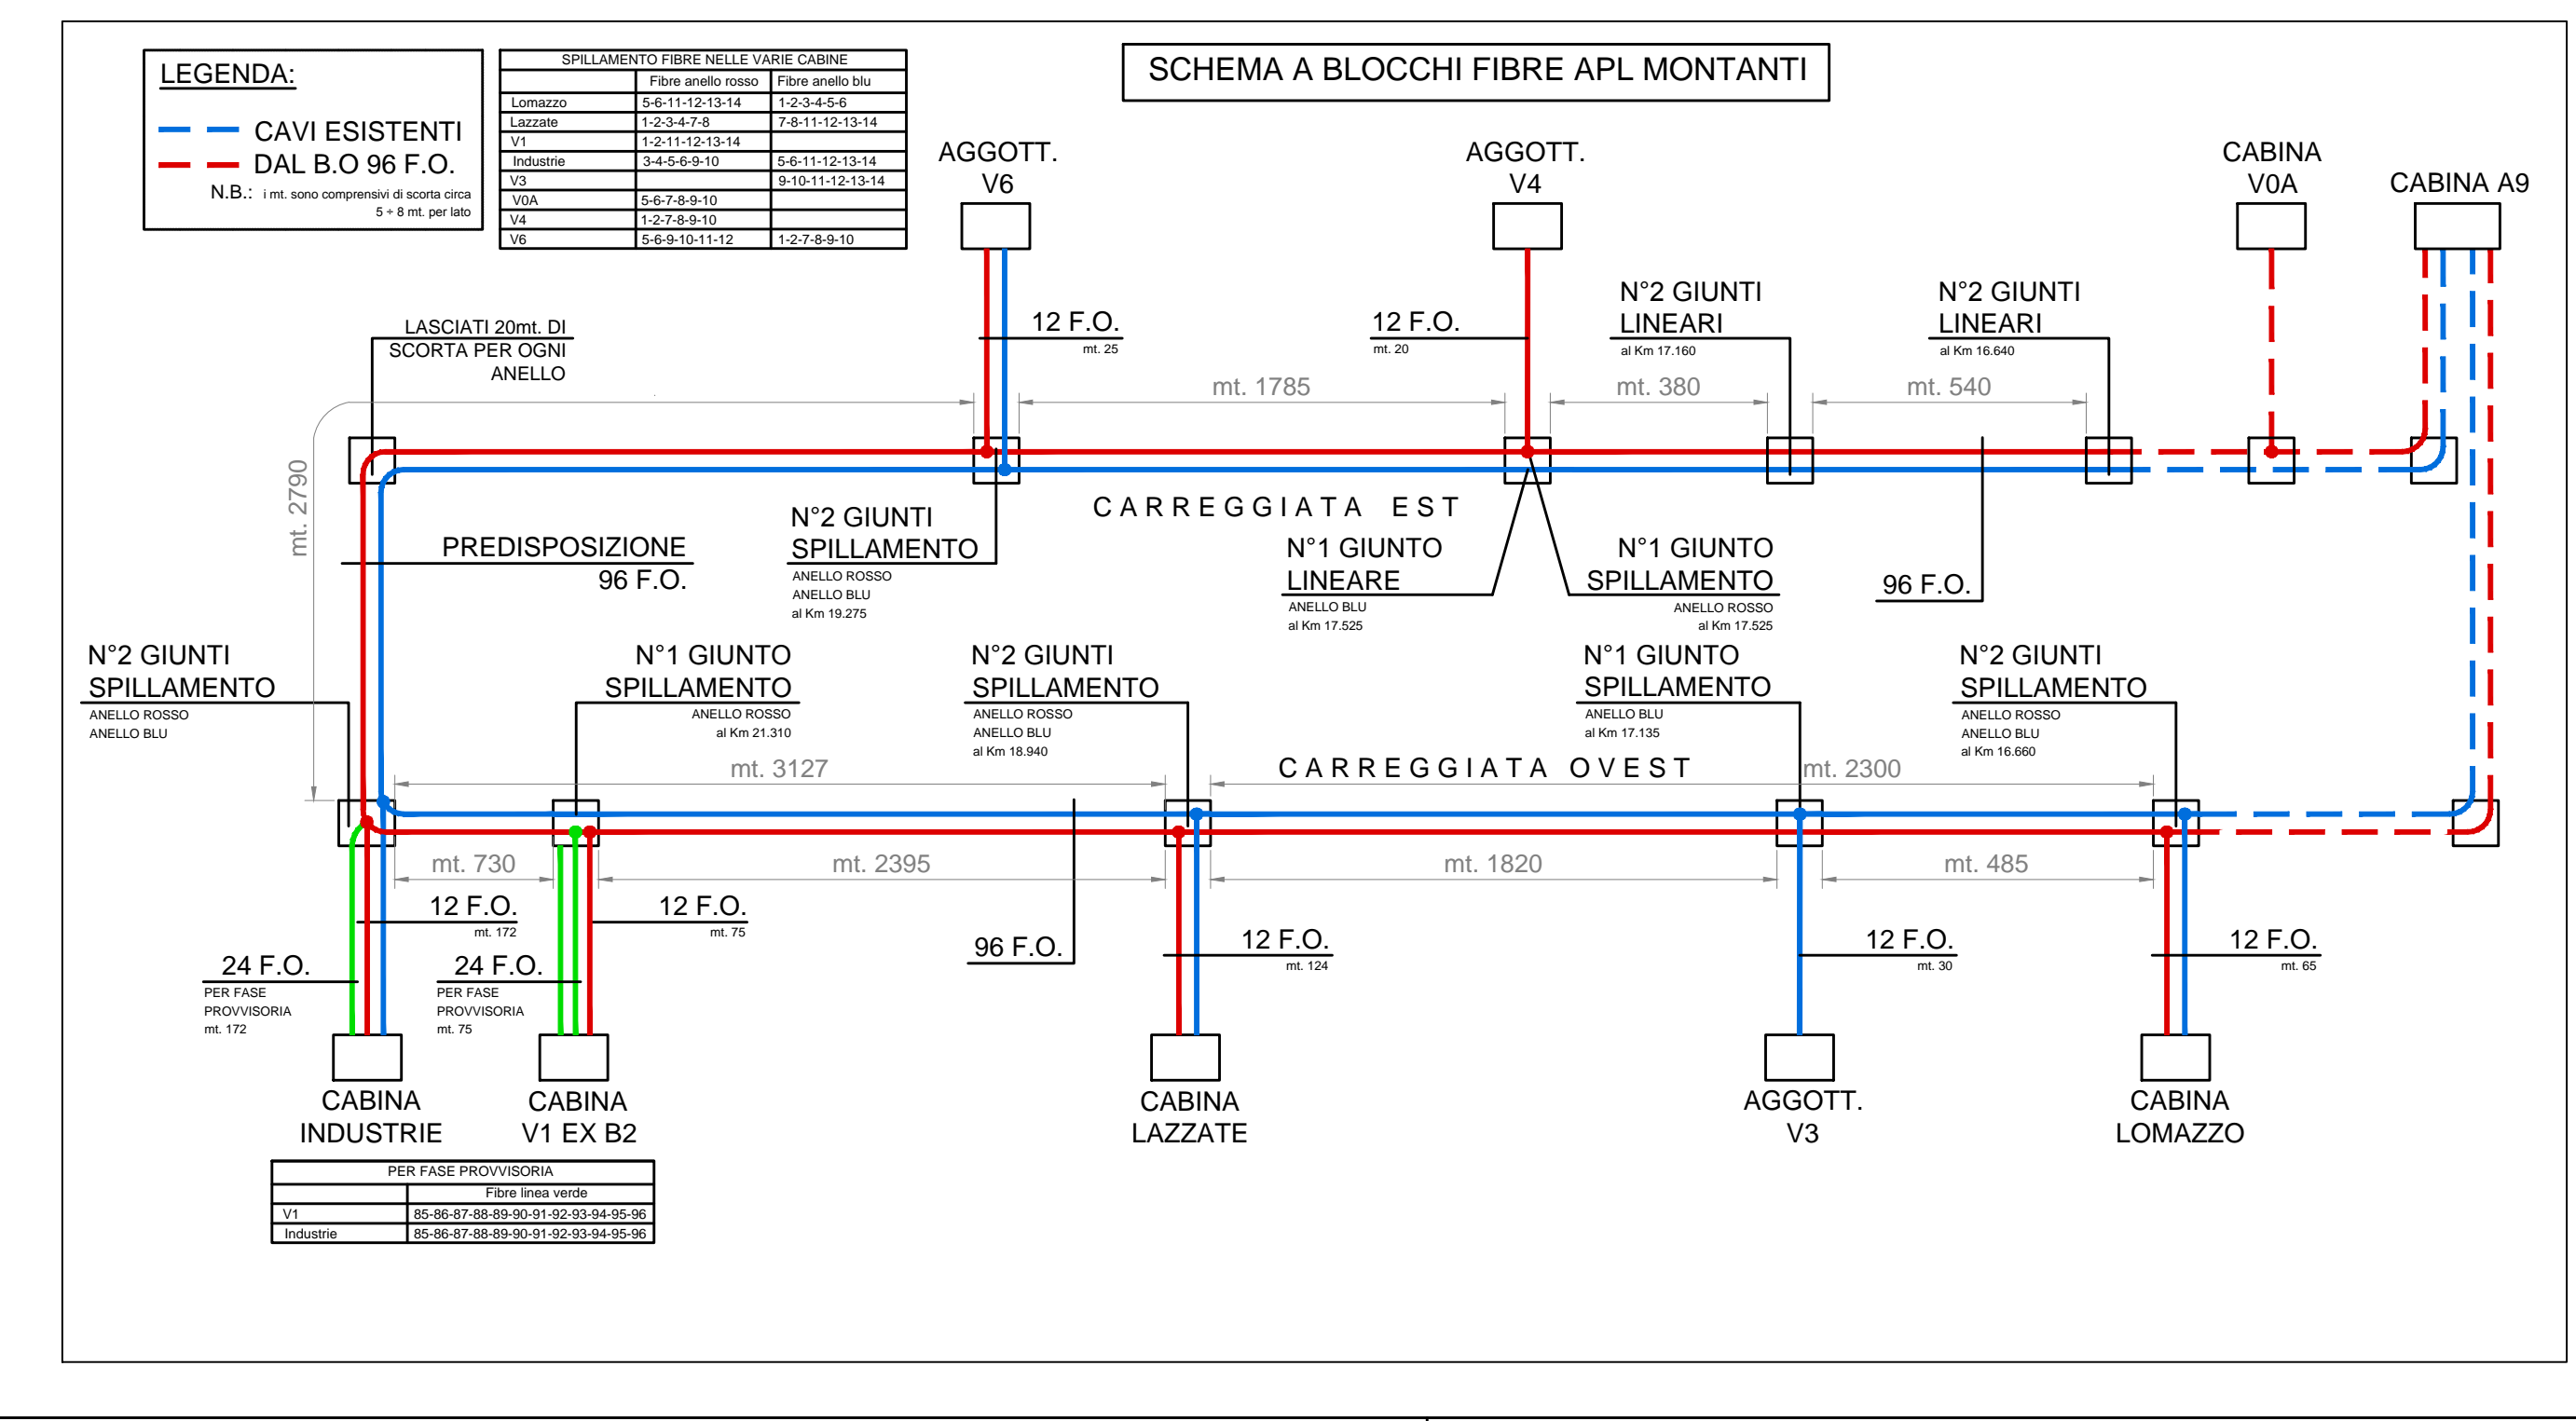 SCHEMA A BLOCCHI FIBRE APL MONTANTI
LEGENDA:
CAVI ESISTENTI
DAL B.O 96 F.O.
N.B.: i mt. sono comprensivi di scorta circa
5 ÷ 8 mt. per lato
SPILLAMENTO FIBRE NELLE VARIE CABINE
Fibre anello rosso Fibre anello blu
Lomazzo 5-6-11-12-13-14 1-2-3-4-5-6
Lazzate 1-2-3-4-7-8 7-8-11-12-13-14
V1 1-2-11-12-13-14
Industrie 3-4-5-6-9-10 5-6-11-12-13-14
V3 9-10-11-12-13-14
V0A 5-6-7-8-9-10
V4 1-2-7-8-9-10
V6 5-6-9-10-11-12 1-2-7-8-9-10
AGGOTT.
V6
AGGOTT.
V4
CABINA
V0A
CABINA A9
LASCIATI 20mt. DI
SCORTA PER OGNI
ANELLO
12 F.O.
mt. 25
12 F.O.
mt. 20
N°2 GIUNTI
LINEARI
al Km 17.160
N°2 GIUNTI
LINEARI
al Km 16.640
mt. 1785
mt. 380
mt. 540
mt. 2790
CARREGGIATA EST
PREDISPOSIZIONE
96 F.O.
N°2 GIUNTI
SPILLAMENTO
ANELLO ROSSO
ANELLO BLU
al Km 19.275
N°1 GIUNTO
LINEARE
ANELLO BLU
al Km 17.525
N°1 GIUNTO
SPILLAMENTO
ANELLO ROSSO
al Km 17.525
96 F.O.
N°2 GIUNTI
SPILLAMENTO
ANELLO ROSSO
ANELLO BLU
N°1 GIUNTO
SPILLAMENTO
ANELLO ROSSO
al Km 21.310
N°2 GIUNTI
SPILLAMENTO
ANELLO ROSSO
ANELLO BLU
al Km 18.940
N°1 GIUNTO
SPILLAMENTO
ANELLO BLU
al Km 17.135
N°2 GIUNTI
SPILLAMENTO
ANELLO ROSSO
ANELLO BLU
al Km 16.660
mt. 3127
CARREGGIATA OVEST
mt. 2300
mt. 730
mt. 2395
mt. 1820
mt. 485
12 F.O.
mt. 172
12 F.O.
mt. 75
96 F.O.
12 F.O.
mt. 124
12 F.O.
mt. 30
12 F.O.
mt. 65
24 F.O.
PER FASE
PROVVISORIA
mt. 172
24 F.O.
PER FASE
PROVVISORIA
mt. 75
CABINA
INDUSTRIE
CABINA
V1 EX B2
CABINA
LAZZATE
AGGOTT.
V3
CABINA
LOMAZZO
PER FASE PROVVISORIA
Fibre linea verde
V1 85-86-87-88-89-90-91-92-93-94-95-96
Industrie 85-86-87-88-89-90-91-92-93-94-95-96